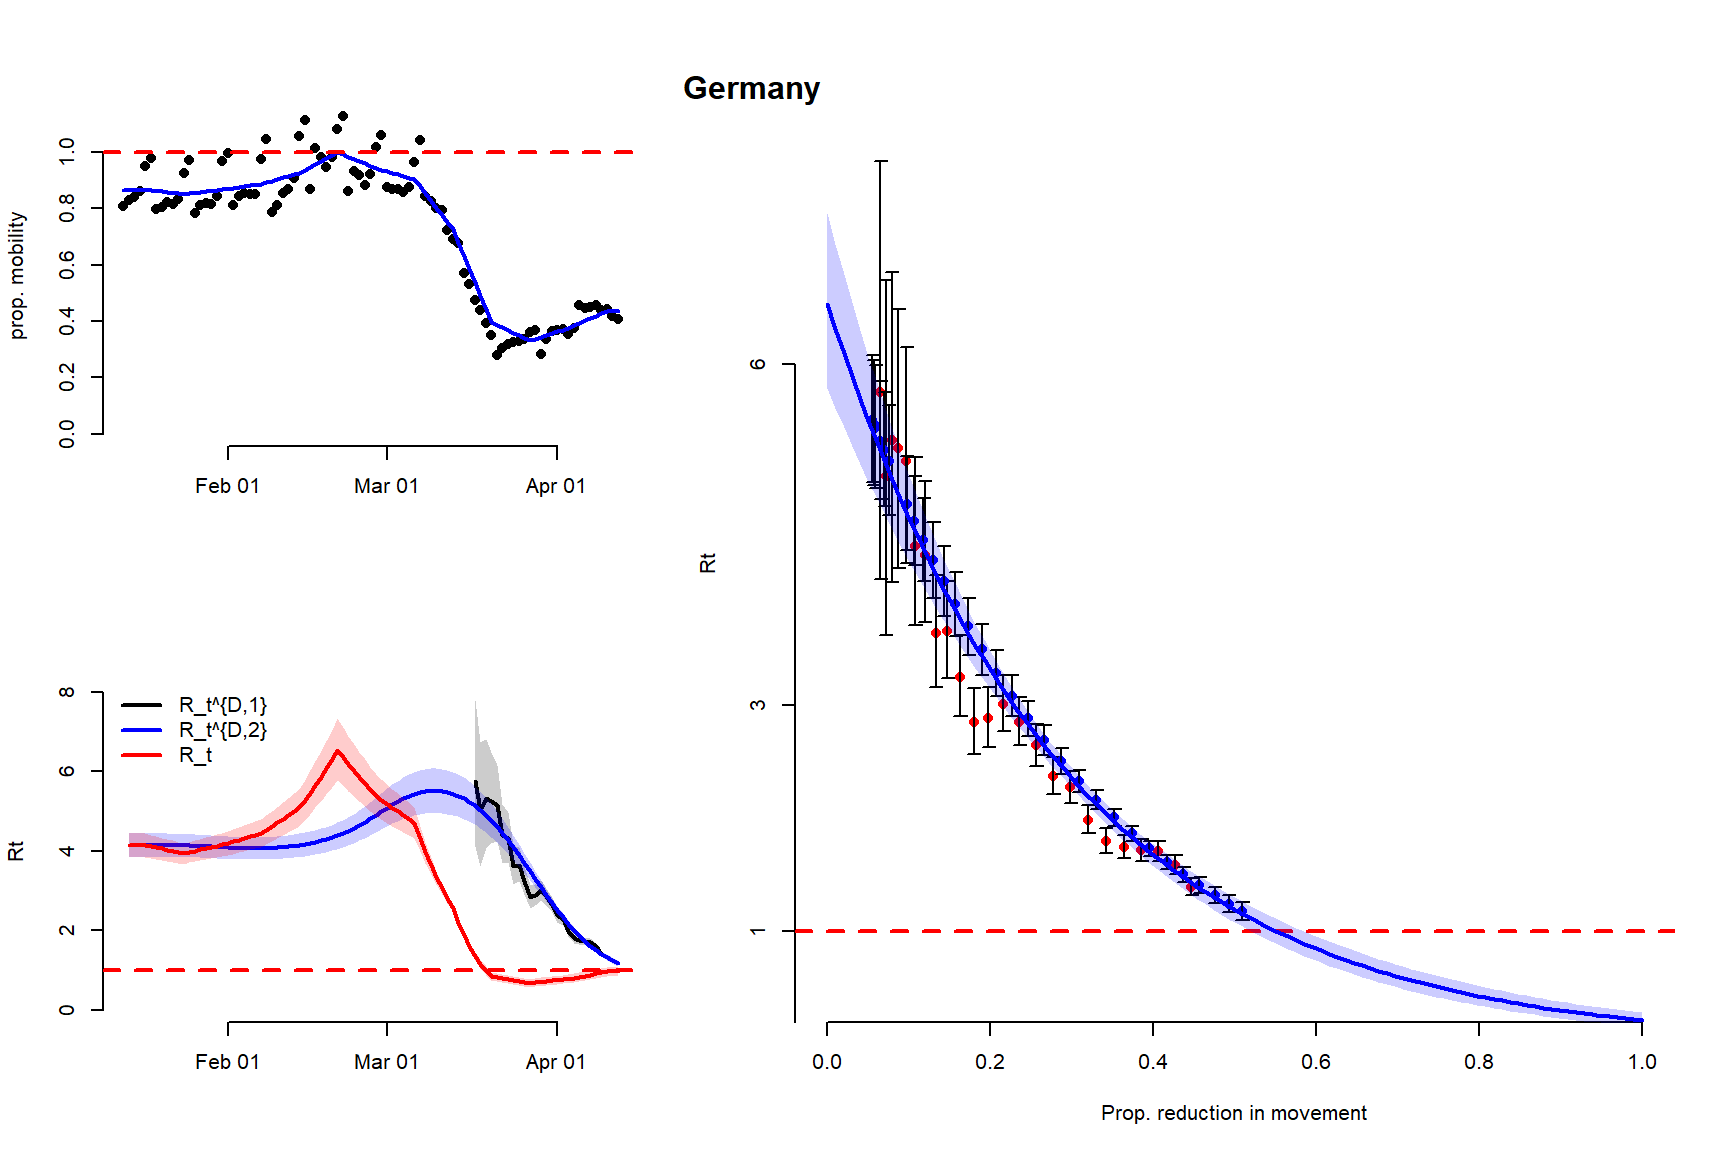 Germany
prop. mobility
1.0
0.8
0.6
0.4
0.2
0.0
Feb 01 Mar 01 Apr 01
Rt
8
6
4
2
0
R_t^{D,1}
R_t^{D,2}
R_t
Feb 01 Mar 01 Apr 01
Rt
6
3
1
0.0 0.2 0.4 0.6 0.8 1.0
Prop. reduction in movement